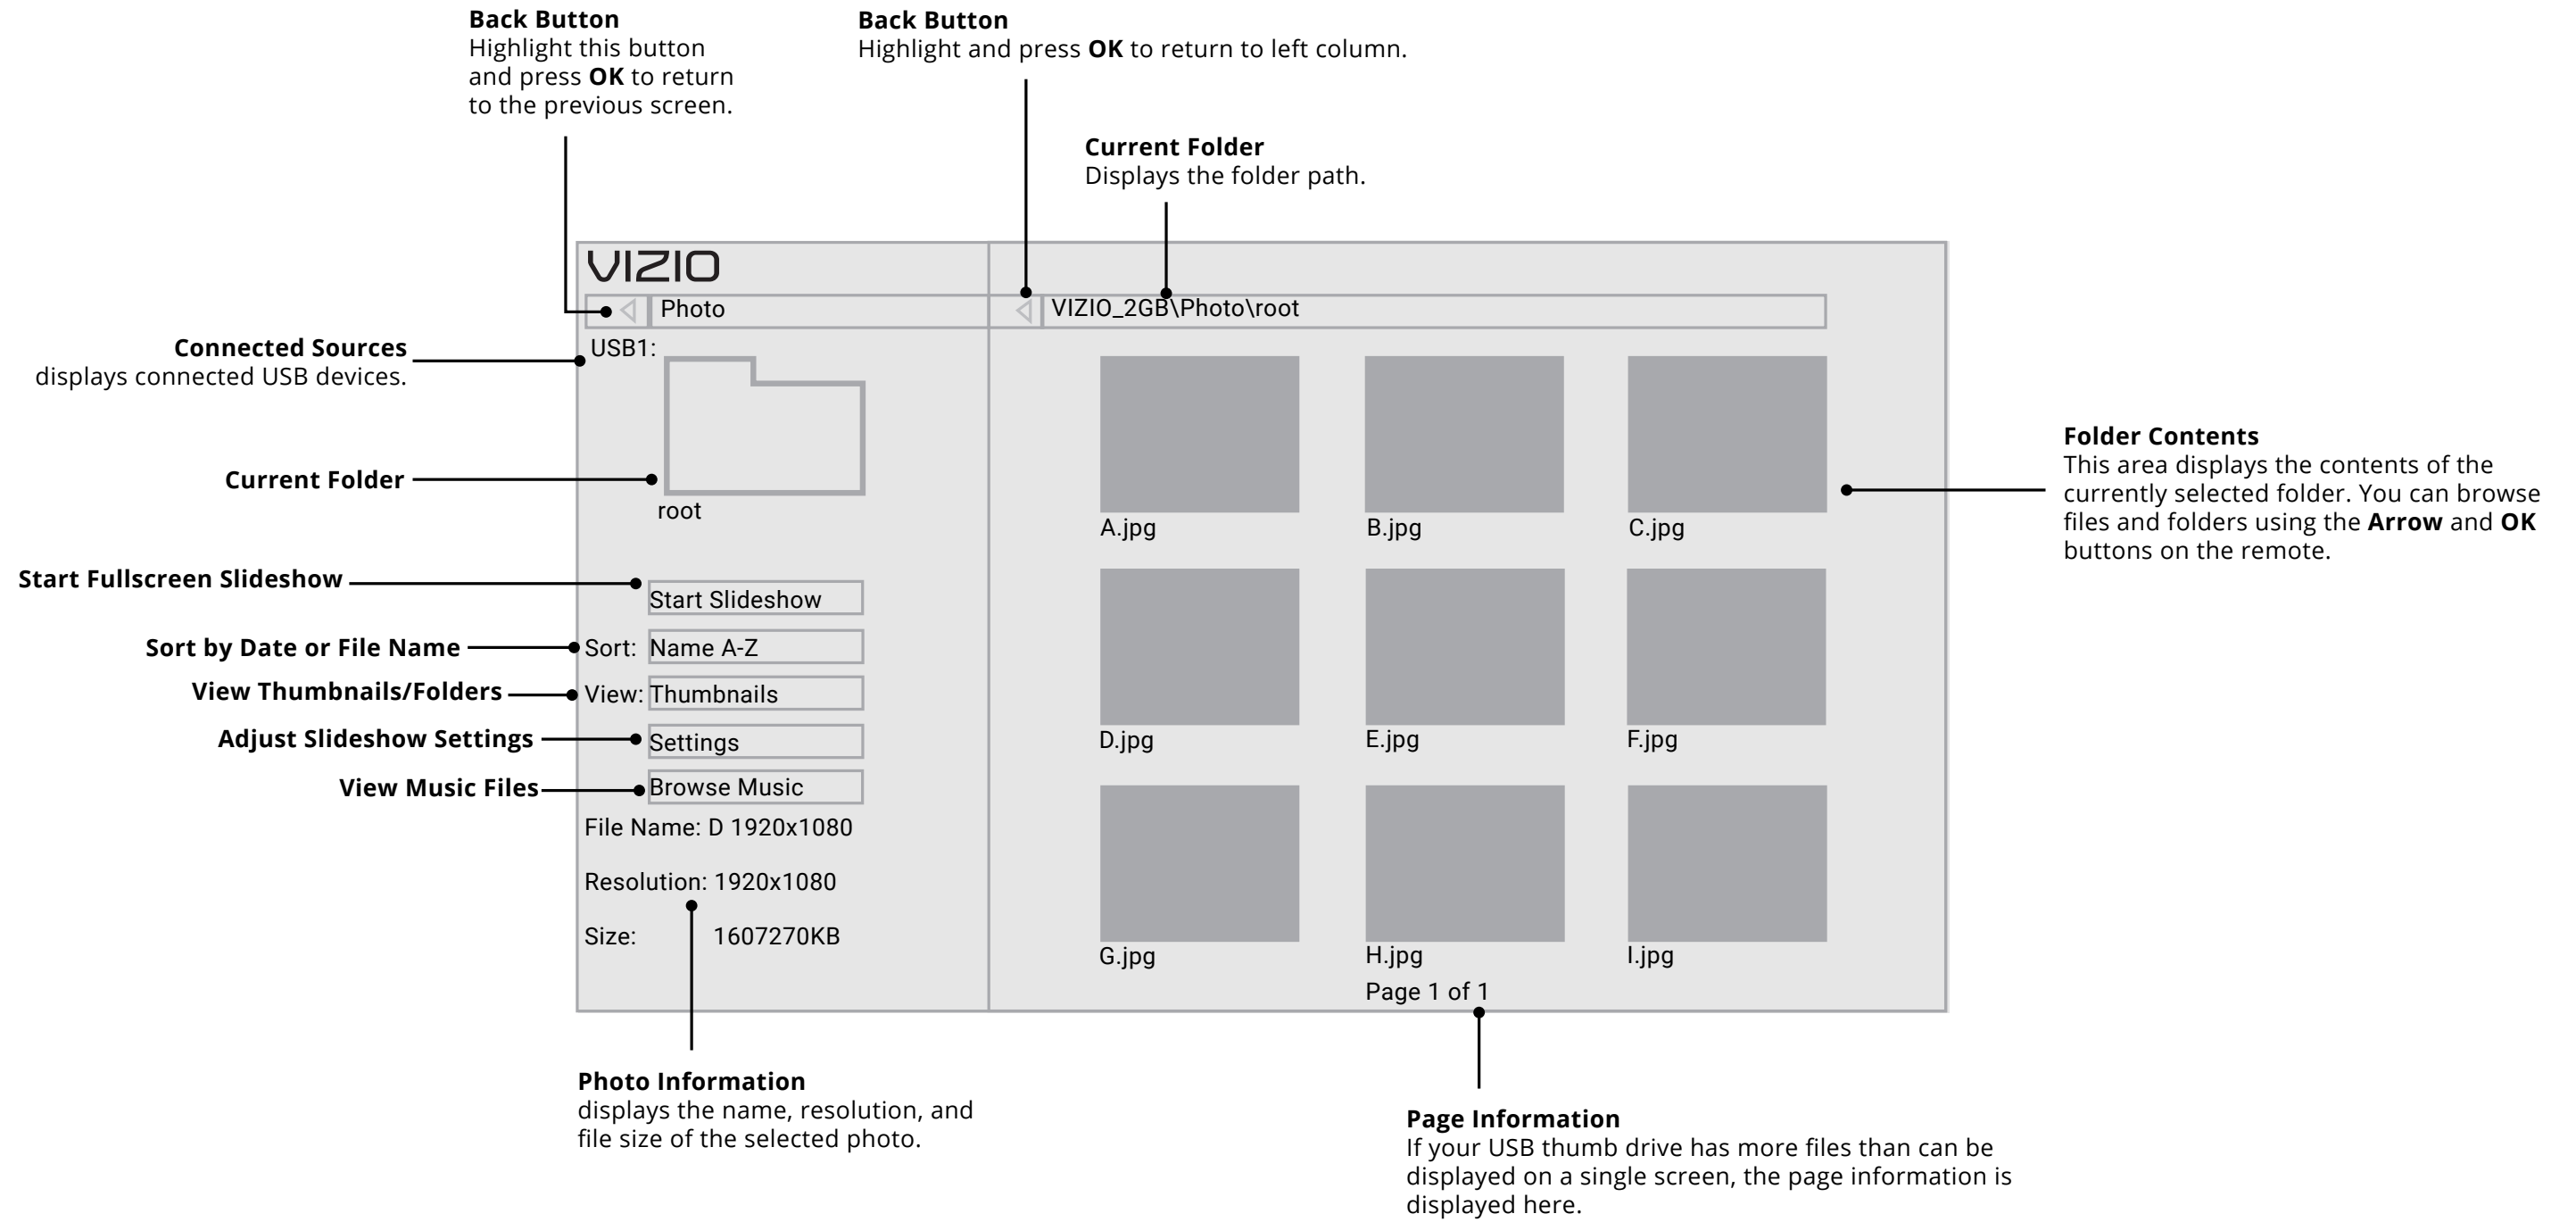 Back Button
Highlight this button
and press OK to return
to the previous screen.
Back Button
Highlight and press OK to return to left column.
Current Folder
Displays the folder path.
VIZIO
Photo
VIZIO_2GB\Photo\root
Connected Sources
displays connected USB devices.
USB1:
Current Folder
root
Start Fullscreen Slideshow
Start Slideshow
Sort by Date or File Name
Sort: Name A-Z
View Thumbnails/Folders
View: Thumbnails
Adjust Slideshow Settings
Settings
View Music Files
Browse Music
File Name: D 1920x1080
Resolution: 1920x1080
Size: 1607270KB
A.jpg
B.jpg
C.jpg
D.jpg
E.jpg
F.jpg
G.jpg
H.jpg
I.jpg
Page 1 of 1
Folder Contents
This area displays the contents of the
currently selected folder. You can browse
files and folders using the Arrow and OK
buttons on the remote.
Photo Information
displays the name, resolution, and
file size of the selected photo.
Page Information
If your USB thumb drive has more files than can be
displayed on a single screen, the page information is
displayed here.